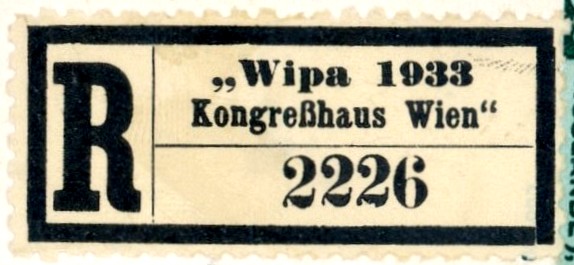 R
„Wipa 1933
Kongreßhaus Wien“
2226